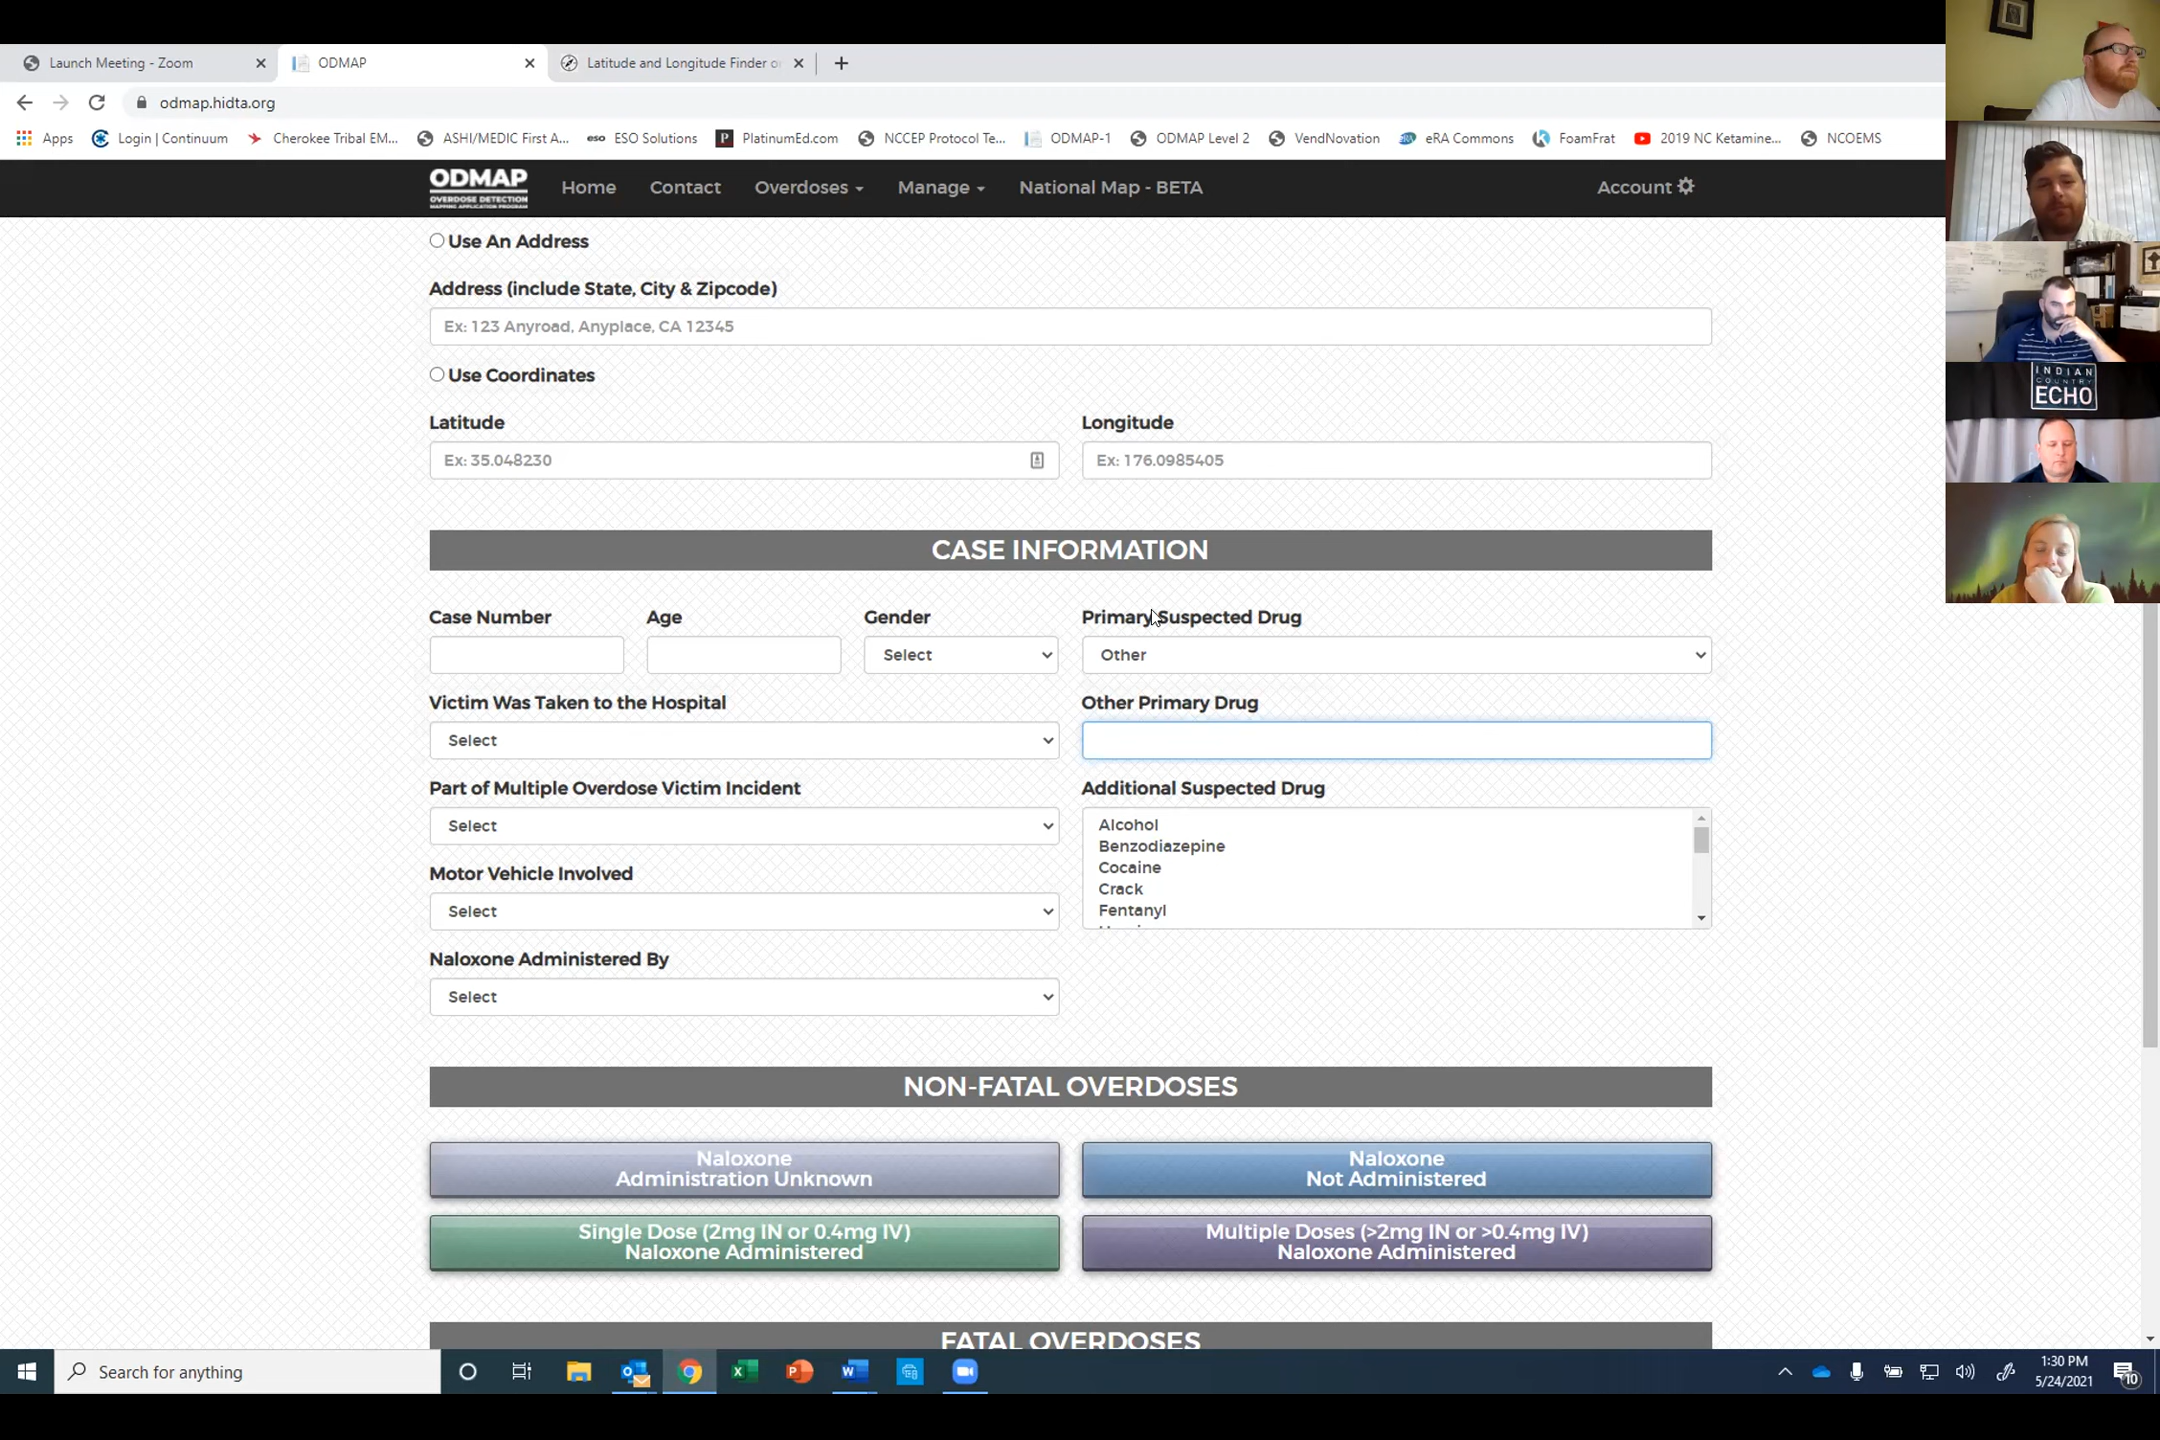 Launch Meeting - Zoom
ODMAP
Latitude and Longitude Finder o
odmap.hidta.org
Apps
Login | Continuum
Cherokee Tribal EM...
ASHI/MEDIC First A...
eso ESO Solutions
P PlatinumEd.com
NCCEP Protocol Te...
ODMAP-1
ODMAP Level 2
VendNovation
eRA eRA Commons
FoamFrat
2019 NC Ketamine...
NCOEMS
ODMAP
OVERDOSE DETECTION
MAPPING APPLICATION PROGRAM
Home
Contact
Overdoses
Manage
National Map - BETA
Account
Use An Address
Address (include State, City & Zipcode)
Ex: 123 Anyroad, Anyplace, CA 12345
Use Coordinates
Latitude
Longitude
Ex: 35.048230
Ex: 176.0985405
INDIAN
COUNTRY
ECHO
CASE INFORMATION
Case Number
Age
Gender
Primary Suspected Drug
Select
Other
Victim Was Taken to the Hospital
Other Primary Drug
Select
Part of Multiple Overdose Victim Incident
Additional Suspected Drug
Select
Alcohol
Benzodiazepine
Cocaine
Crack
Fentanyl
Motor Vehicle Involved
Select
Naloxone Administered By
Select
NON-FATAL OVERDOSES
Naloxone
Administration Unknown
Naloxone
Not Administered
Single Dose (2mg IN or 0.4mg IV)
Naloxone Administered
Multiple Doses (>2mg IN or >0.4mg IV)
Naloxone Administered
FATAL OVERDOSES
Search for anything
1:30 PM
5/24/2021
10